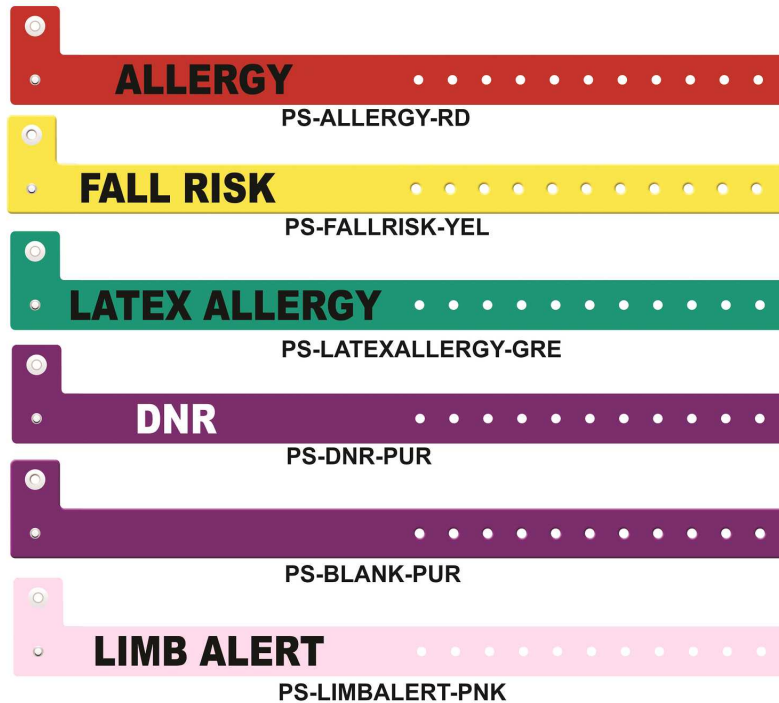 ALLERGY
PS-ALLERGY-RD
FALL RISK
PS-FALLRISK-YEL
LATEX ALLERGY
PS-LATEXALLERGY-GRE
DNR
PS-DNR-PUR
PS-BLANK-PUR
LIMB ALERT
PS-LIMBALERT-PNK